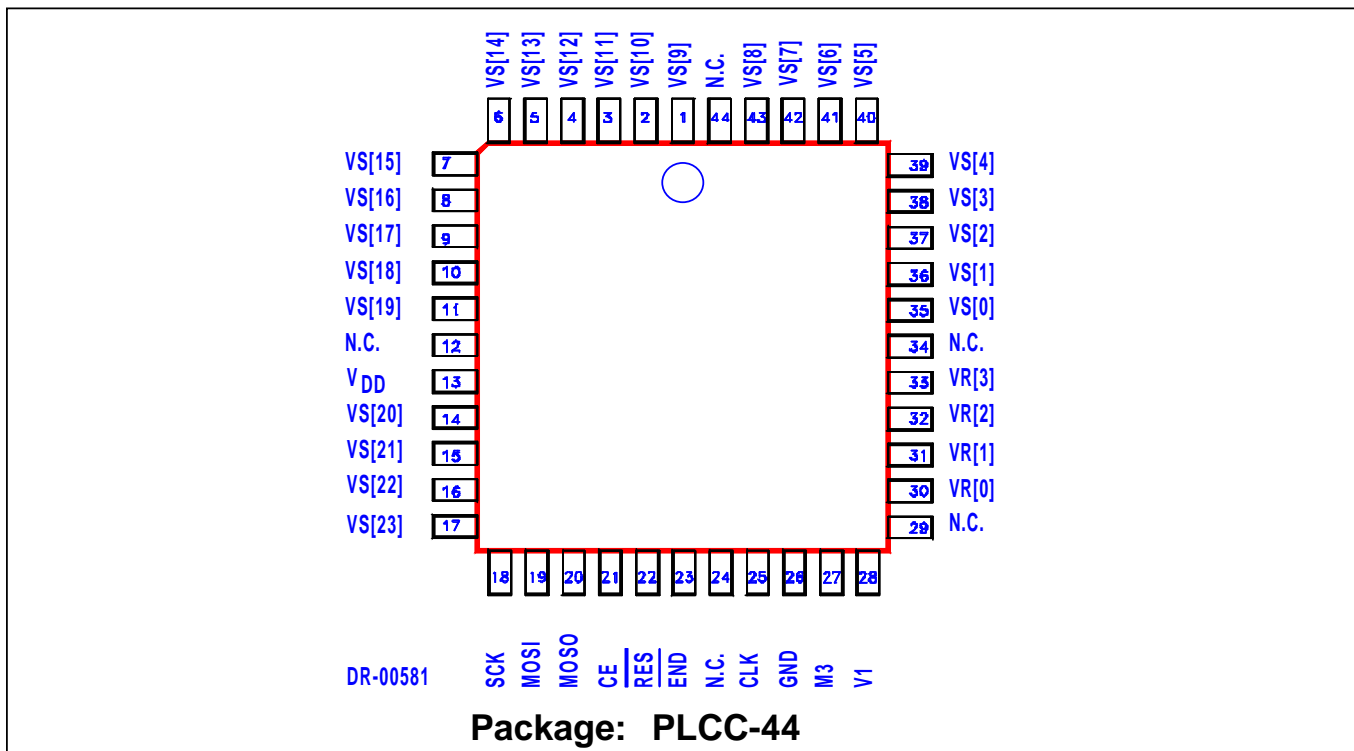 VS[14] VS[13] VS[12] VS[11] VS[10] VS[9] N.C. VS[8] VS[7] VS[6] VS[5]
6 5 4 3 2 1 44 43 42 41 40
VS[15] 7 39 VS[4]
VS[16] 8 38 VS[3]
VS[17] 9 37 VS[2]
VS[18] 10 36 VS[1]
VS[19] 11 35 VS[0]
N.C. 12 34 N.C.
VDD 13 33 VR[3]
VS[20] 14 32 VR[2]
VS[21] 15 31 VR[1]
VS[22] 16 30 VR[0]
VS[23] 17 29 N.C.
18 19 20 21 22 23 24 25 26 27 28
DR-00581 SCK MOSI MOSO CE RES END N.C. CLK GND M3 V1
Package: PLCC-44